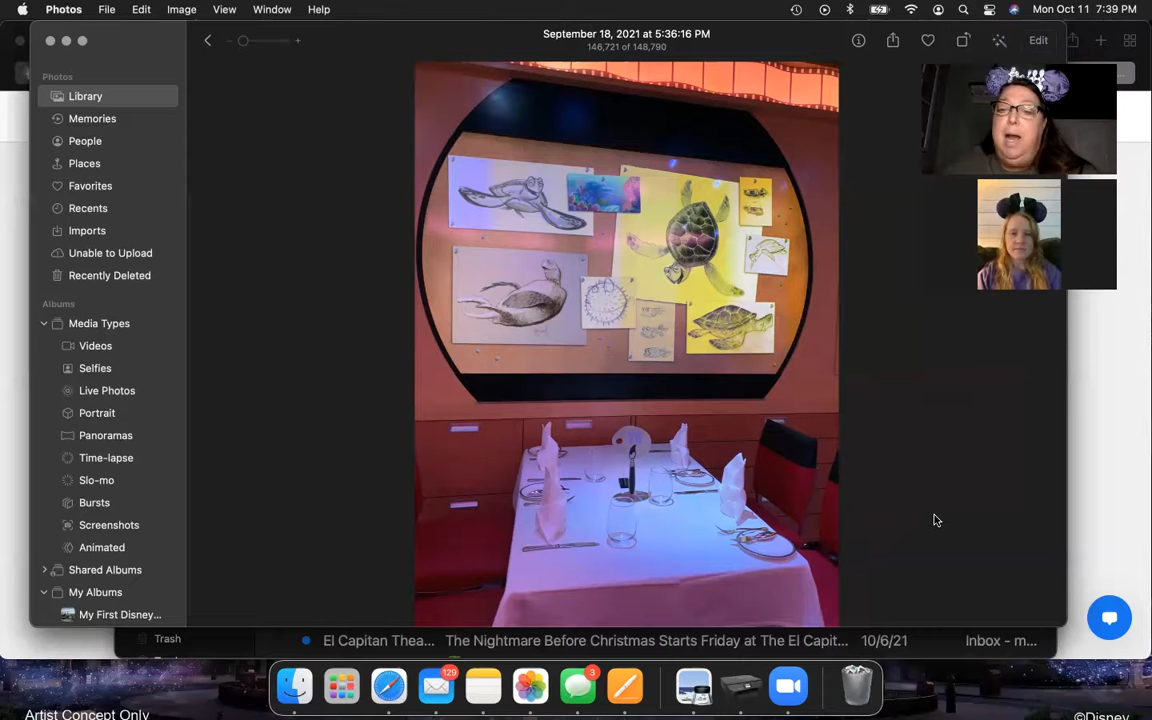 Photos File Edit Image View Window Help Mon Oct 11 7:39 PM
September 18, 2021 at 5:36:16 PM
146,721 of 148,790
Edit
Photos
Library
Memories
People
Places
Favorites
Recents
Imports
Unable to Upload
Recently Deleted
Albums
Media Types
Videos
Selfies
Live Photos
Portrait
Panoramas
Time-lapse
Slo-mo
Bursts
Screenshots
Animated
Shared Albums
My Albums
My First Disney...
Trash
El Capitan Thea... The Nightmare Before Christmas Starts Friday at The El Capit... 10/6/21 Inbox - m...
129
3
Artist Concept Only
©Disney